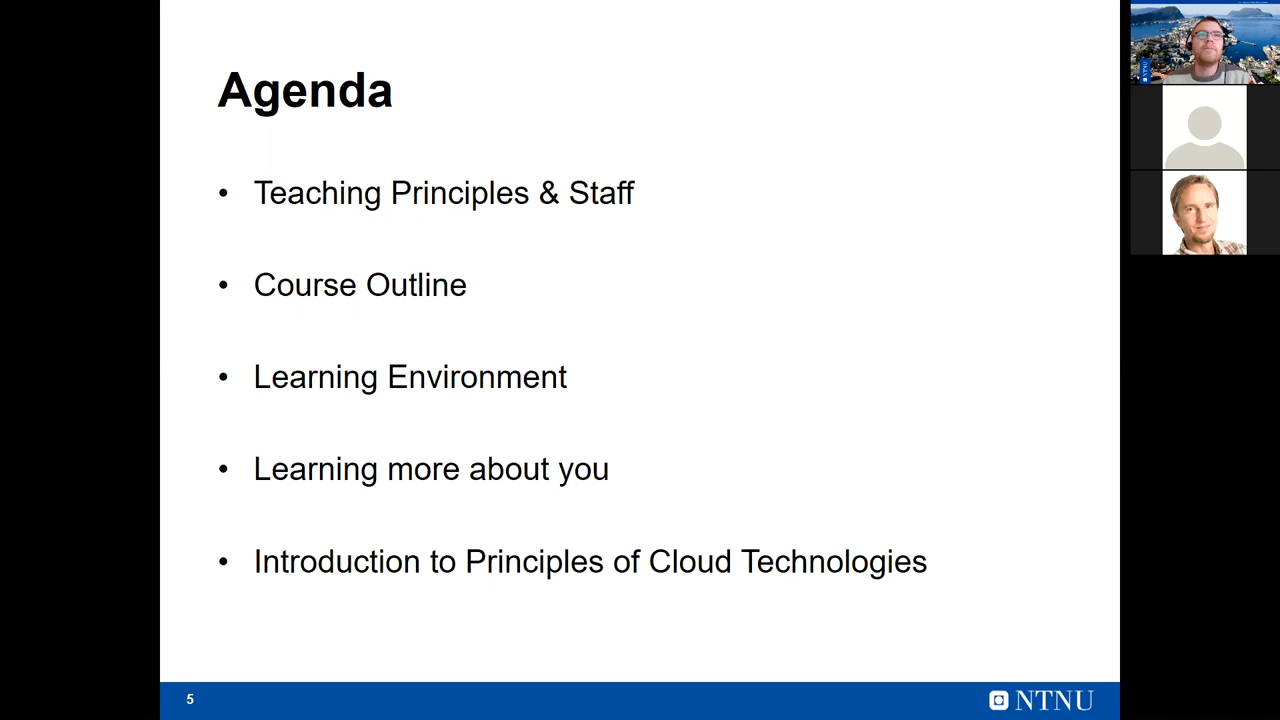 Agenda
• Teaching Principles & Staff
• Course Outline
• Learning Environment
• Learning more about you
• Introduction to Principles of Cloud Technologies
5
NTNU
NTNU